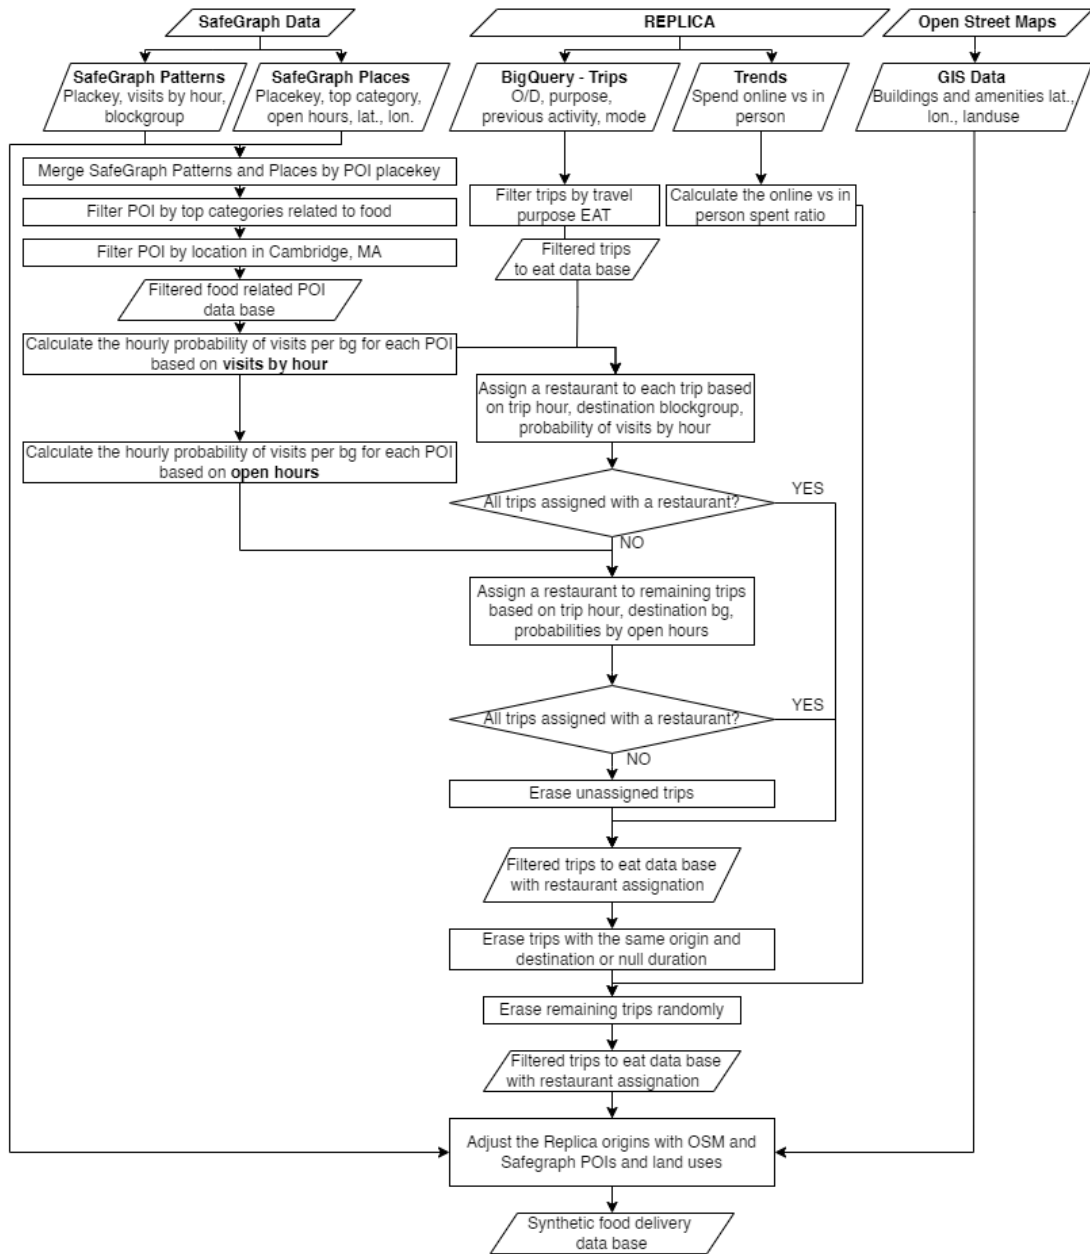 SafeGraph Data
REPLICA
Open Street Maps
SafeGraph Patterns
Plackey, visits by hour,
blockgroup
SafeGraph Places
Placekey, top category,
open hours, lat., lon.
BigQuery - Trips
O/D, purpose,
previous activity, mode
Trends
Spend online vs in
person
GIS Data
Buildings and amenities lat.,
lon., landuse
Merge SafeGraph Patterns and Places by POI placekey
Filter POI by top categories related to food
Filter POI by location in Cambridge, MA
Filtered food related POI
data base
Filter trips by travel
purpose EAT
Calculate the online vs in
person spent ratio
Filtered trips
to eat data base
Calculate the hourly probability of visits per bg for each POI
based on visits by hour
Assign a restaurant to each trip based
on trip hour, destination blockgroup,
probability of visits by hour
Calculate the hourly probability of visits per bg for each POI
based on open hours
All trips assigned with a restaurant?
YES
NO
Assign a restaurant to remaining trips
based on trip hour, destination bg,
probabilities by open hours
All trips assigned with a restaurant?
YES
NO
Erase unassigned trips
Filtered trips to eat data base
with restaurant assignation
Erase trips with the same origin and
destination or null duration
Erase remaining trips randomly
Filtered trips to eat data base
with restaurant assignation
Adjust the Replica origins with OSM and
Safegraph POIs and land uses
Synthetic food delivery
data base